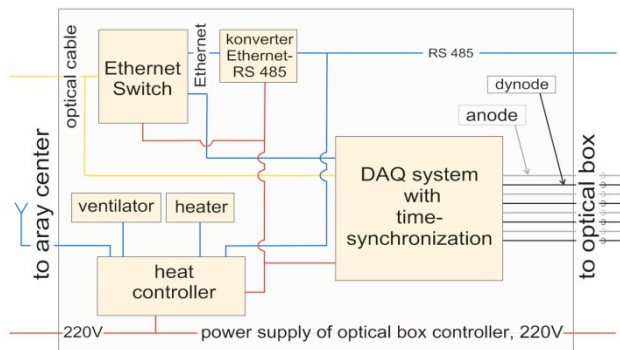 optical cable
Ethernet
Switch
Ethernet
konverter
Ethernet-
RS 485
RS 485
dynode
anode
to array center
ventilator
heater
DAQ system
with
time-
synchronization
to optical box
heat
controller
220V
power supply of optical box controller, 220V